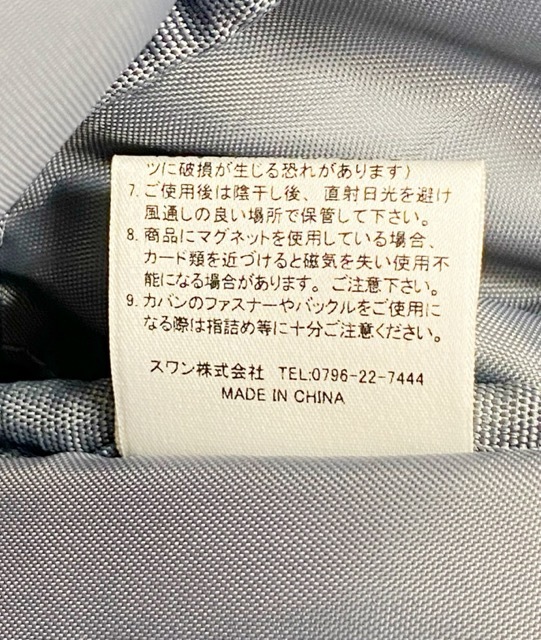 ツに破損が生じる恐れがあります)
7. ご使用後は陰干し後、直射日光を避け
風通しの良い場所で保管して下さい。
8. 商品にマグネットを使用している場合、
カード類を近づけると磁気を失い使用不
能になる場合があります。ご注意下さい。
9. カバンのファスナーやバックルをご使用に
なる際は指詰め等に十分ご注意ください。
スワン株式会社 TEL:0796-22-7444
MADE IN CHINA